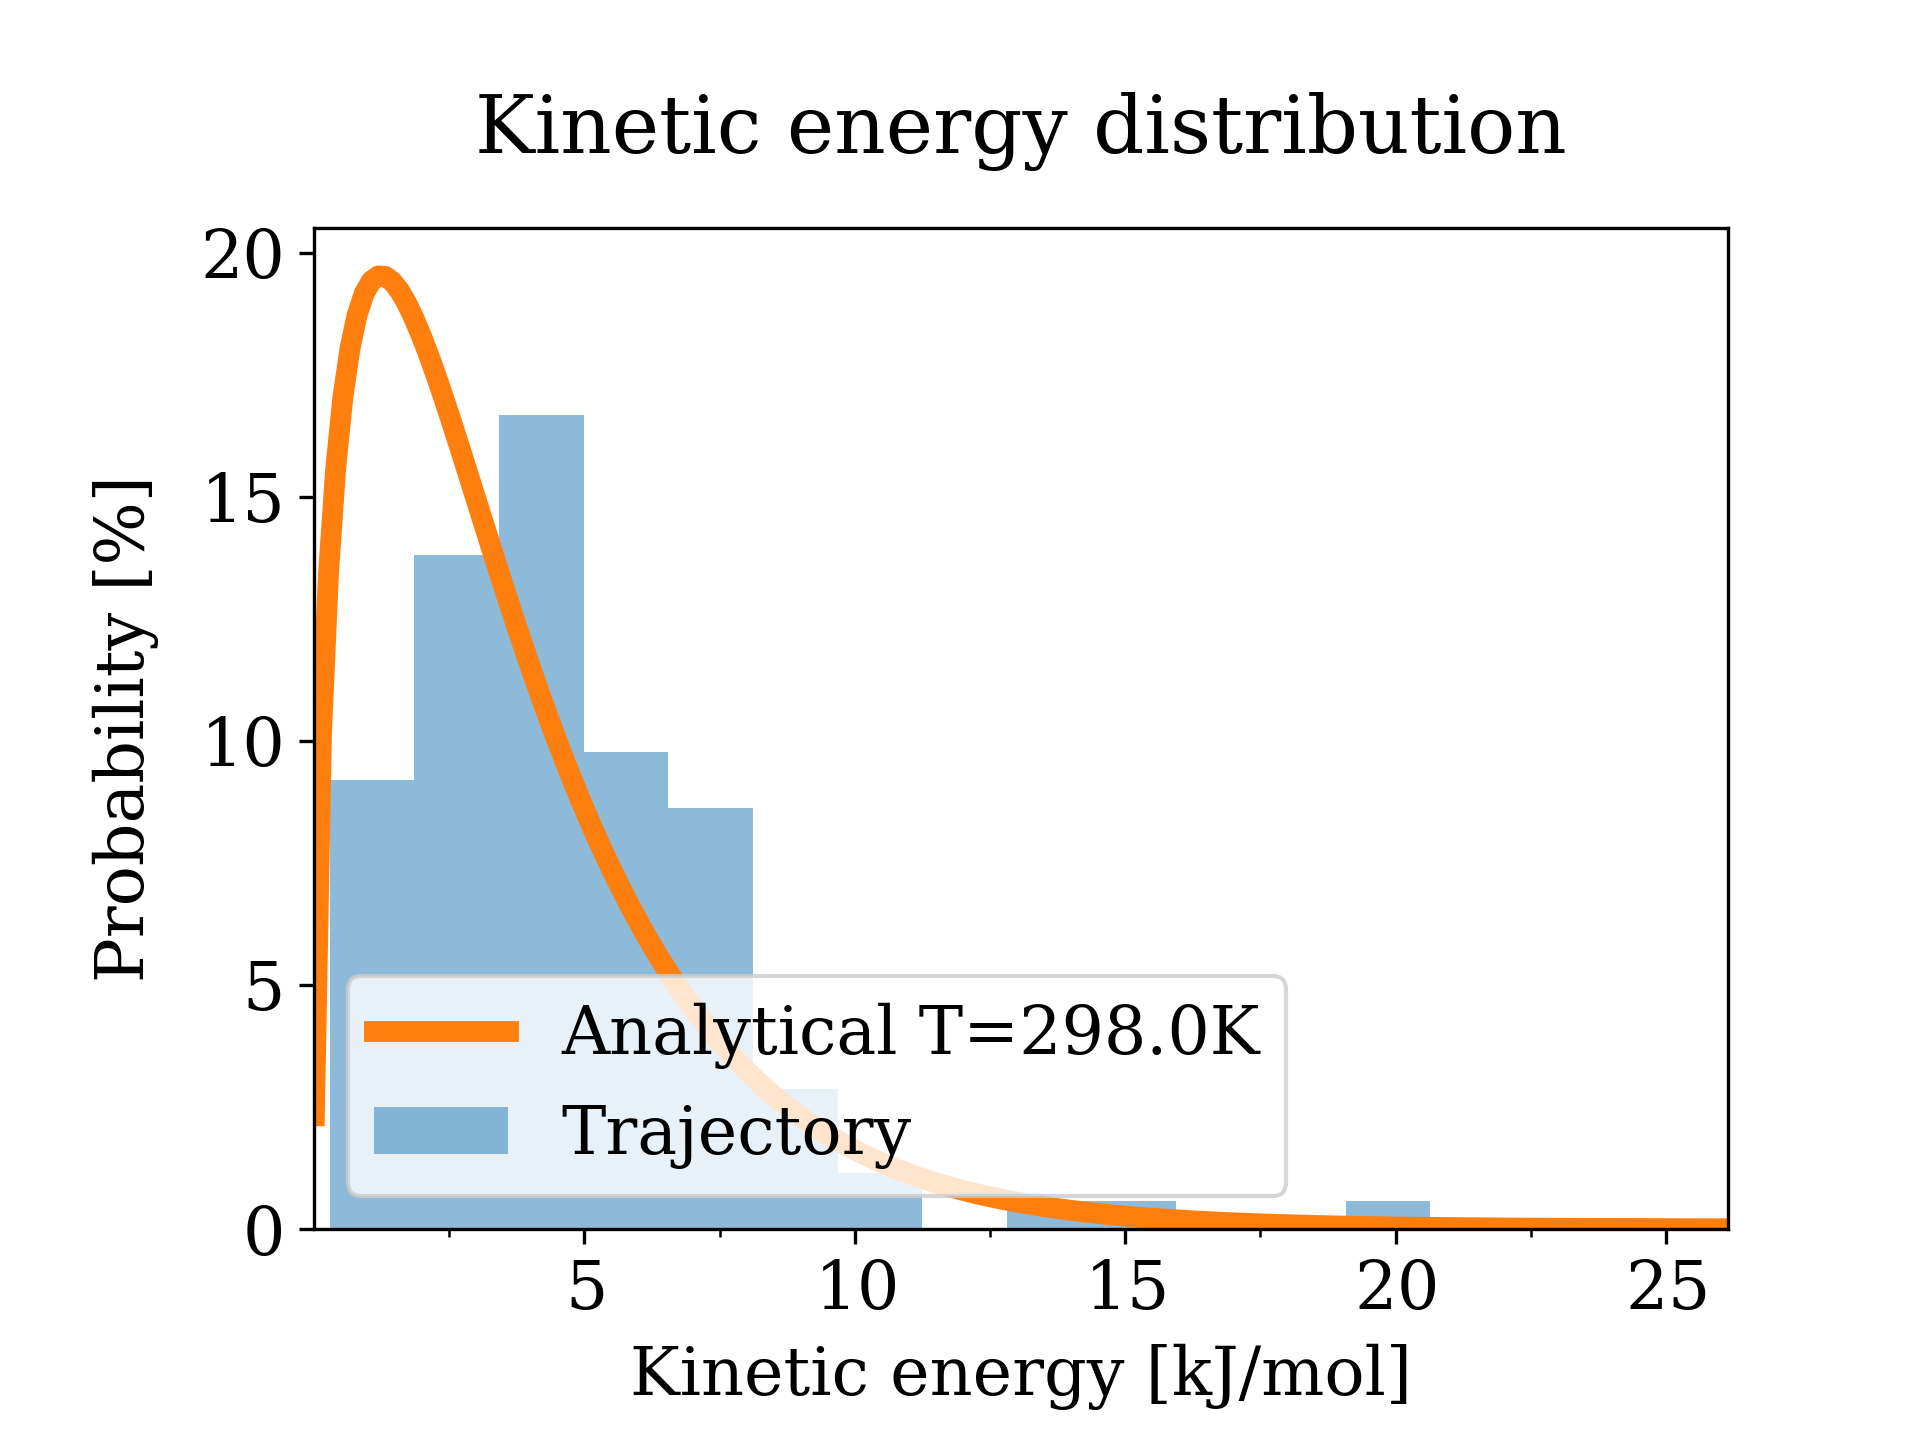 Kinetic energy distribution
20
15
10
5
0
Probability [%]
Analytical T=298.0K
Trajectory
5 10 15 20 25
Kinetic energy [kJ/mol]